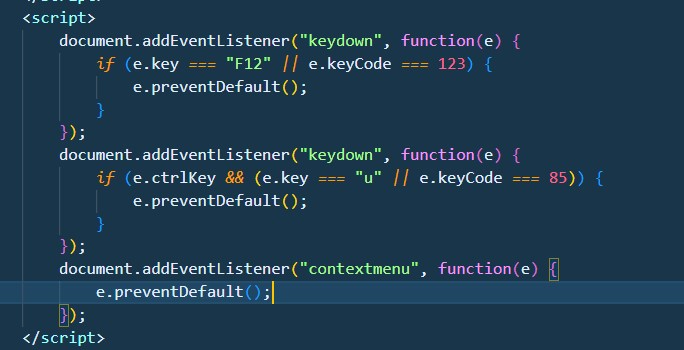 <script>
document.addEventListener("keydown", function(e) {
if (e.key === "F12" || e.keyCode === 123) {
e.preventDefault();
}
});
document.addEventListener("keydown", function(e) {
if (e.ctrlKey && (e.key === "u" || e.keyCode === 85)) {
e.preventDefault();
}
});
document.addEventListener("contextmenu", function(e) {
e.preventDefault();
});
</script>